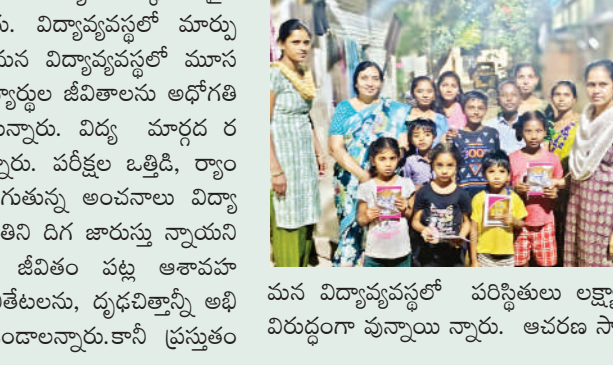 రు. విద్యావ్యవస్థలో మార్పు
మన విద్యావ్యవస్థలో మూస
ద్యార్థుల జీవితాలను అధోగతి
న్నారు. విద్య మార్గద ర
న్నారు. పరీక్షల ఒత్తిడి, ర్యాం
గుతున్న అంచనాలు విద్యా
తిని దిగ జారుస్తు న్నాయని
జీవితం పట్ల ఆశావహ
తేటలను, దృఢచిత్తాన్నీ అభి
ండాలన్నారు.కానీ ప్రస్తుతం
మన విద్యావ్యవస్థలో పరిస్థితులు లక్ష్యా
విరుద్ధంగా వున్నాయి న్నారు. ఆచరణ సా